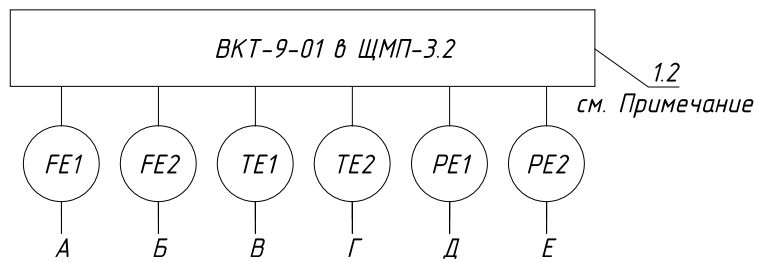 ВКТ-9-01 в ЩМП-3.2
1.2
см. Примечание
FE1 FE2 TE1 TE2 PE1 PE2
А Б В Г Д Е